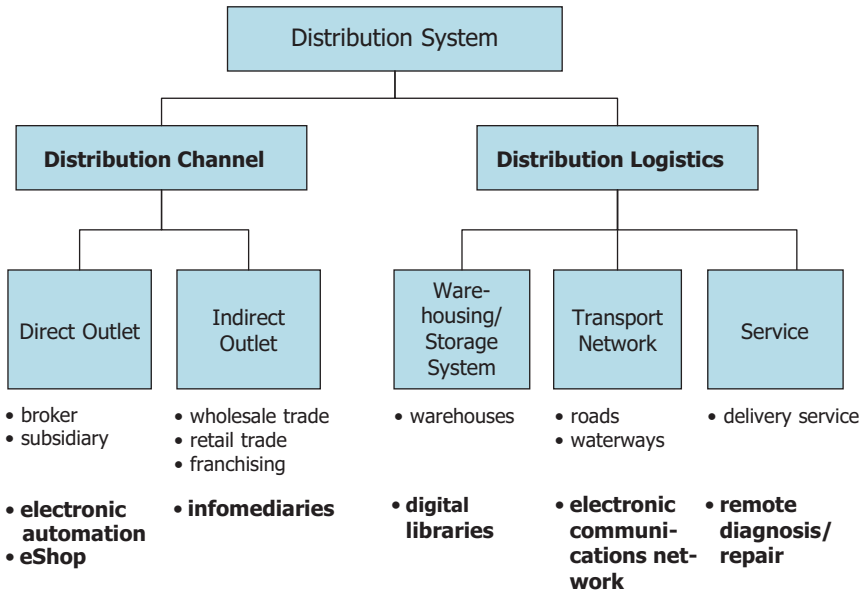 Distribution System
Distribution Channel
Distribution Logistics
Direct Outlet
Indirect
Outlet
Ware-
housing/
Storage
System
Transport
Network
Service
• broker
• subsidiary
• electronic
automation
• eShop
• wholesale trade
• retail trade
• franchising
• infomediaries
• warehouses
• digital
libraries
• roads
• waterways
• electronic
communi-
cations net-
work
• delivery service
• remote
diagnosis/
repair